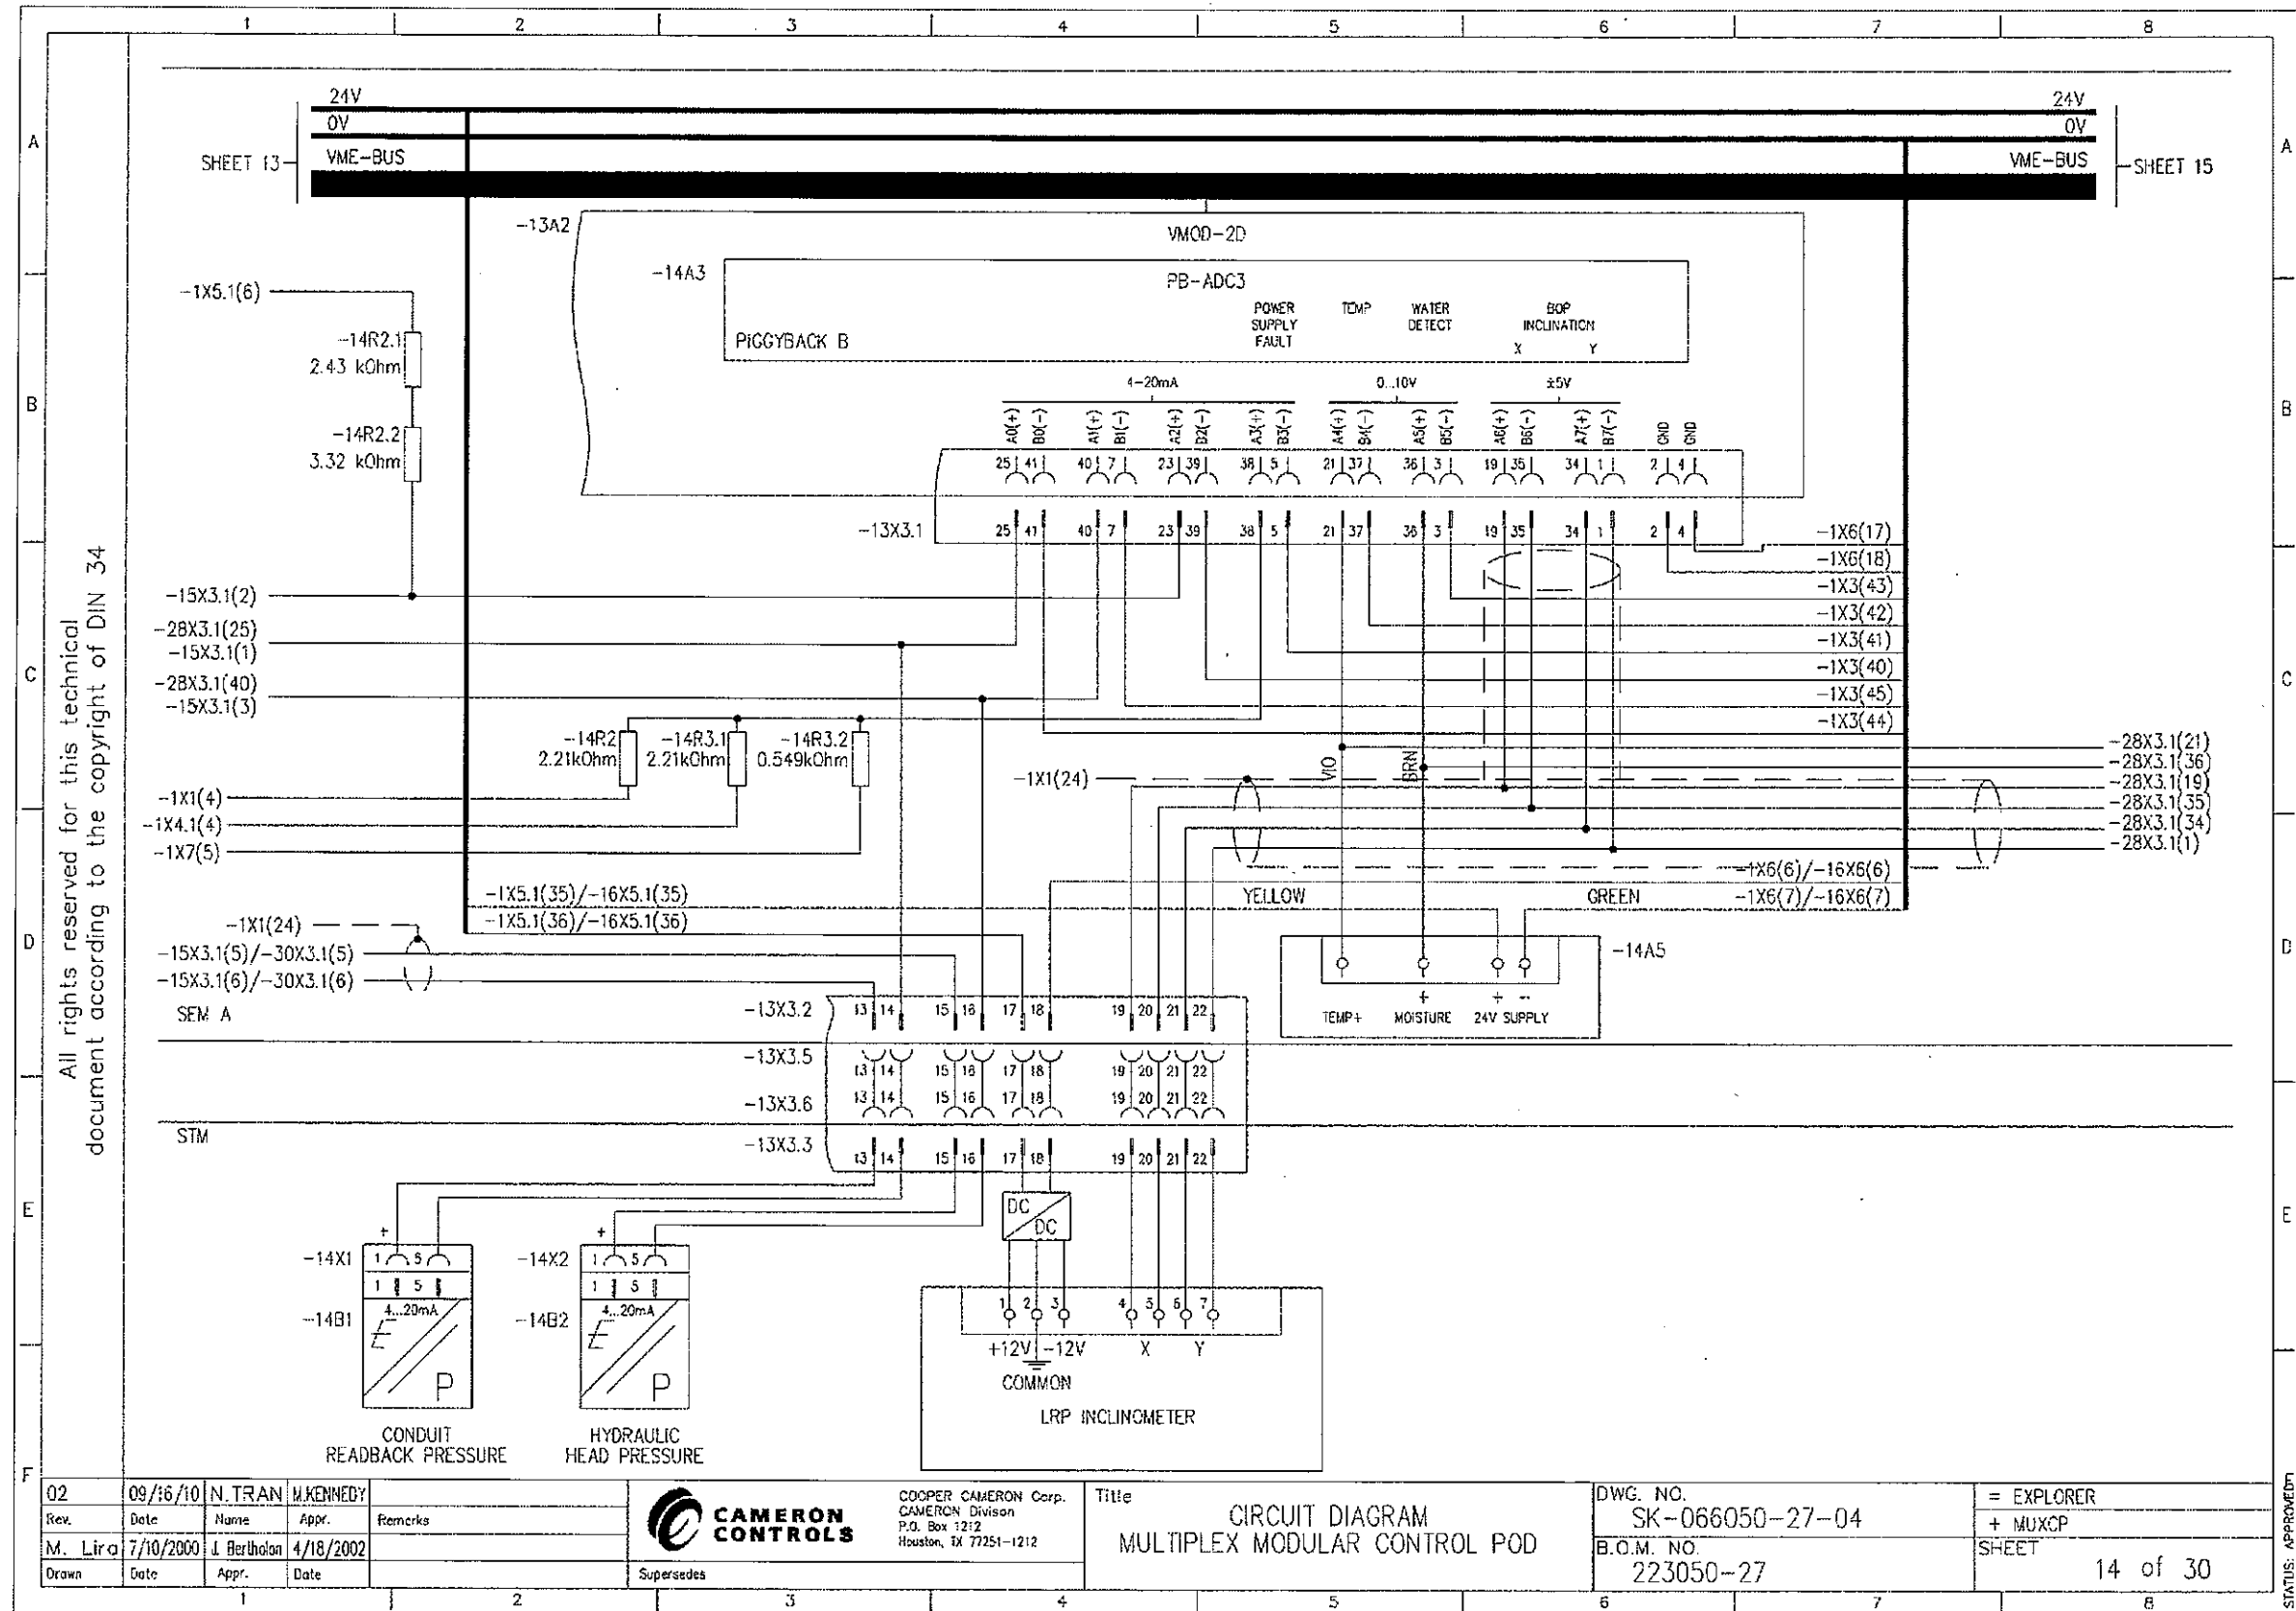 1 2 3 4 5 6 7 8
A B C D E F
A B C D E
24V
0V
VME-BUS
SHEET 13
24V
0V
VME-BUS
SHEET 15
-13A2
VMOD-2D
-14A3
PB-ADC3
PIGGYBACK B
POWER
SUPPLY
FAULT
TEMP
WATER
DETECT
BOP
INCLINATION
X Y
4-20mA
0...10V
±5V
A0(+) B0(-) A1(+) B1(-) A2(+) B2(-) A3(+) B3(-) A4(+) B4(-) A5(+) B5(-) A6(+) B6(-) A7(+) B7(-) GND GND
25 41 40 7 23 39 38 5 21 37 36 3 19 35 34 1 2 4
-13X3.1
25 41 40 7 23 39 38 5 21 37 36 3 19 35 34 1 2 4
-1X5.1(6)
-14R2.1
2.43 kOhm
-14R2.2
3.32 kOhm
-1X6(17)
-1X6(18)
-1X3(43)
-1X3(42)
-1X3(41)
-1X3(40)
-1X3(45)
-1X3(44)
-15X3.1(2)
-28X3.1(25)
-15X3.1(1)
-28X3.1(40)
-15X3.1(3)
-14R2
2.21kOhm
-14R3.1
2.21kOhm
-14R3.2
0.549kOhm
-1X1(4)
-1X4.1(4)
-1X7(5)
-1X1(24)
VIO
BRN
-28X3.1(21)
-28X3.1(36)
-28X3.1(19)
-28X3.1(35)
-28X3.1(34)
-28X3.1(1)
-1X6(6)/-16X6(6)
-1X6(7)/-16X6(7)
YELLOW
GREEN
-1X5.1(35)/-16X5.1(35)
-1X5.1(36)/-16X5.1(36)
-1X1(24)
-15X3.1(5)/-30X3.1(5)
-15X3.1(6)/-30X3.1(6)
SEM A
-14A5
+ + -
TEMP+ MOISTURE 24V SUPPLY
-13X3.2
13 14 15 16 17 18 19 20 21 22
-13X3.5
13 14 15 16 17 18 19 20 21 22
-13X3.6
13 14 15 16 17 18 19 20 21 22
STM
-13X3.3
13 14 15 16 17 18 19 20 21 22
DC
DC
+
-14X1
1 5
1 5
-14B1
4...20mA
E
P
CONDUIT
READBACK PRESSURE
+
-14X2
1 5
1 5
-14B2
4...20mA
E
P
HYDRAULIC
HEAD PRESSURE
1 2 3 4 5 6 7
+12V -12V X Y
COMMON
LRP INCLINOMETER
All rights reserved for this technical
document according to the copyright of DIN 34
02 09/16/10 N. TRAN M.KENNEDY
Rev. Date Name Appr. Remarks
M. Lira 7/10/2000 J. Bertholon 4/18/2002
Drawn Date Appr. Date
CAMERON
CONTROLS
COOPER CAMERON Corp.
CAMERON Divison
P.O. Box 1212
Houston, TX 77251-1212
Supersedes
Title
CIRCUIT DIAGRAM
MULTIPLEX MODULAR CONTROL POD
DWG. NO.
SK-066050-27-04
B.O.M. NO.
223050-27
= EXPLORER
+ MUXCP
SHEET
14 of 30
STATUS: APPROVED
1 2 3 4 5 6 7 8